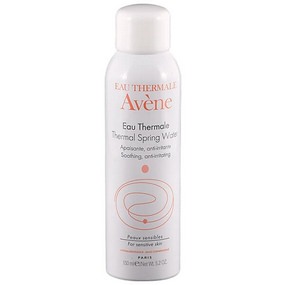 EAU THERMALE
Avène
Eau Thermale
Thermal Spring Water
Apaisante, anti-irritante
Soothing, anti-irritating
Peaux sensibles
For sensitive skin
PARIS